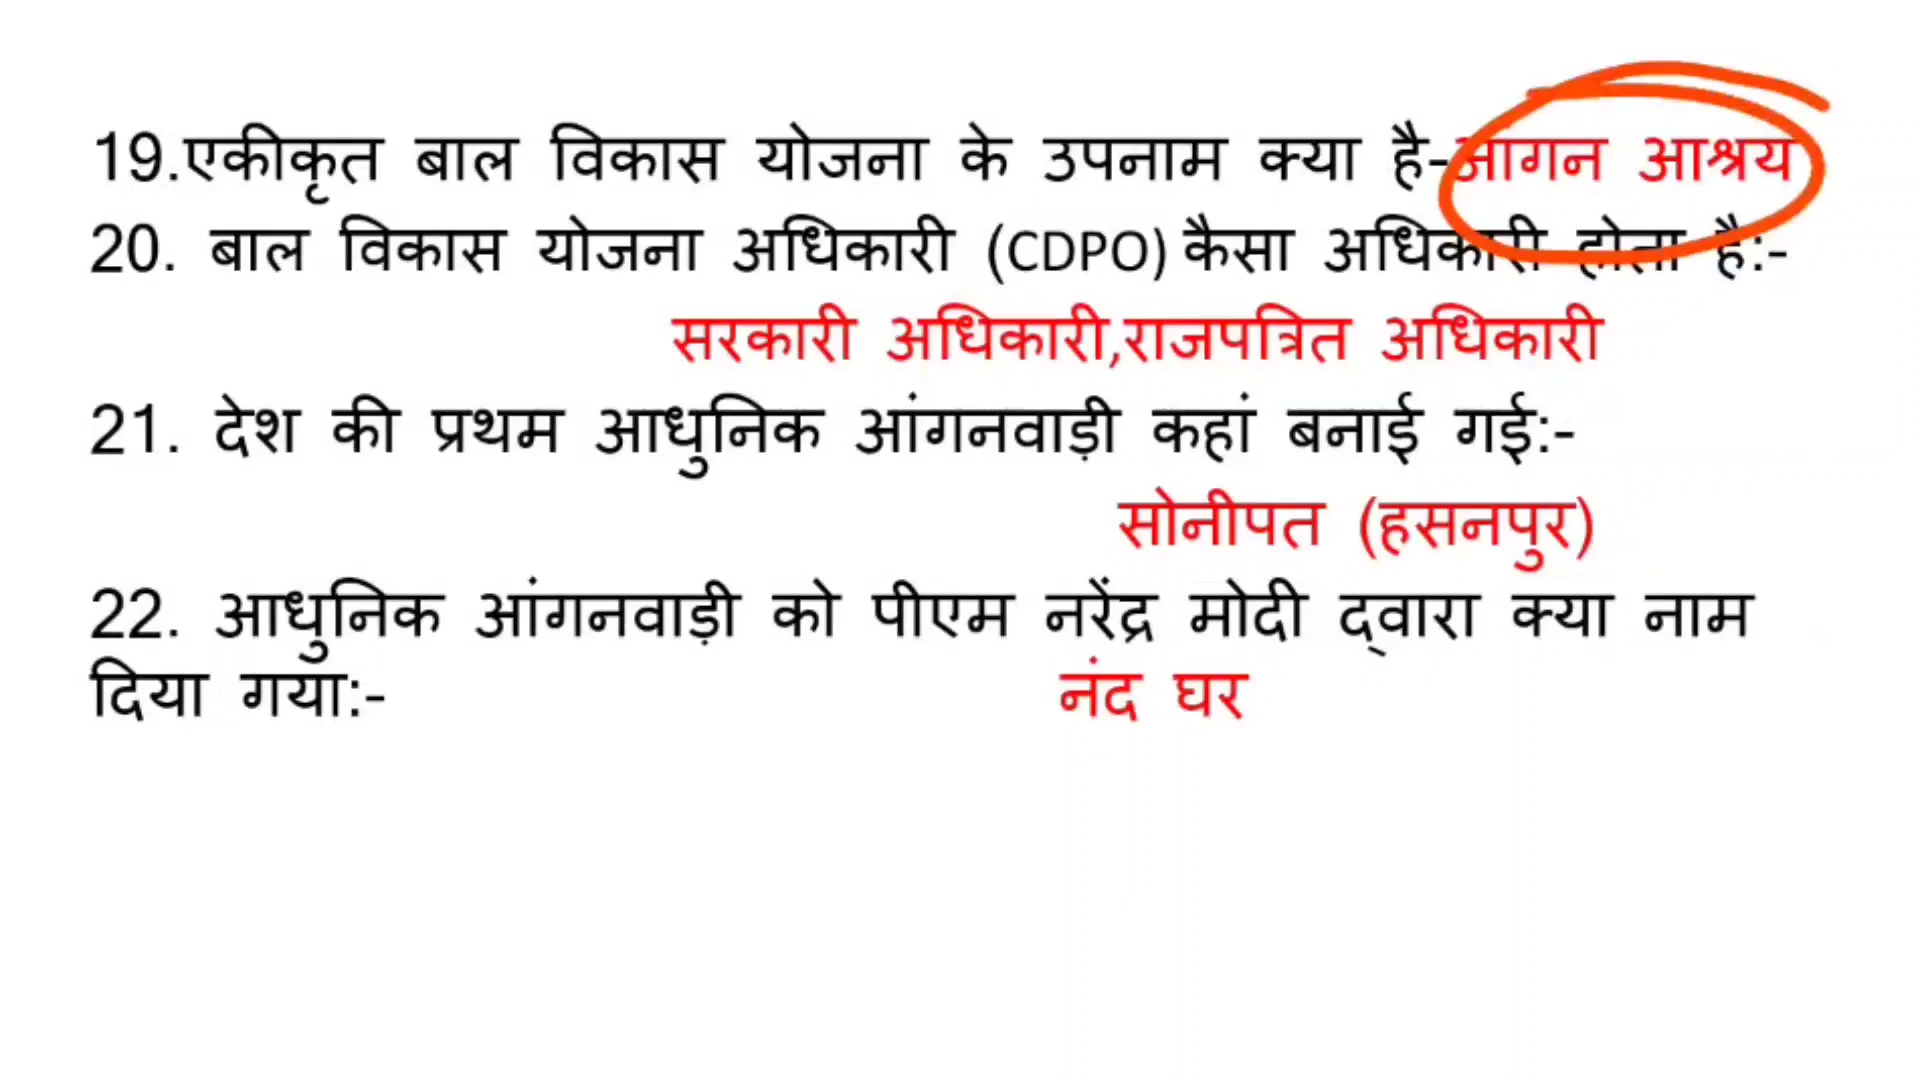 19.एकीकृत बाल विकास योजना के उपनाम क्या है-आगन आश्रय
20. बाल विकास योजना अधिकारी (CDPO) कैसा अधिकारी होता है:-
सरकारी अधिकारी,राजपत्रित अधिकारी
21. देश की प्रथम आधुनिक आंगनवाड़ी कहां बनाई गई:-
सोनीपत (हसनपुर)
22. आधुनिक आंगनवाड़ी को पीएम नरेंद्र मोदी द्वारा क्या नाम
दिया गया:- नंद घर